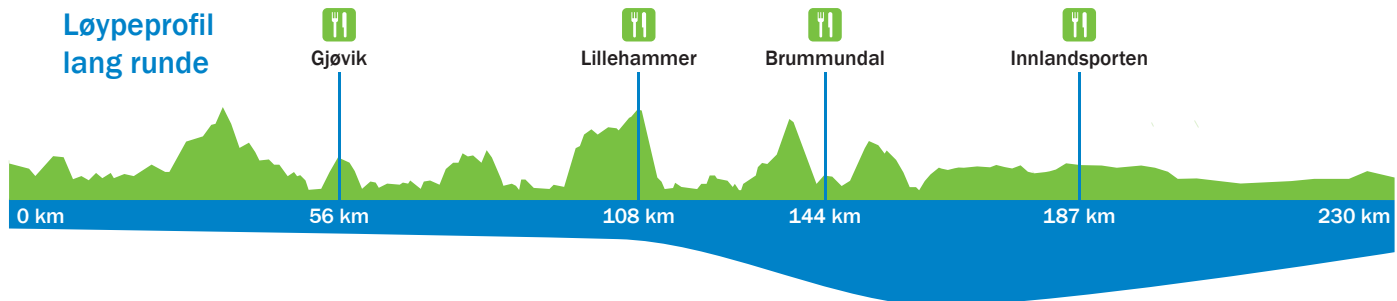 Løypeprofil
lang runde
Gjøvik
Lillehammer
Brummundal
Innlandsporten
0 km
56 km
108 km
144 km
187 km
230 km